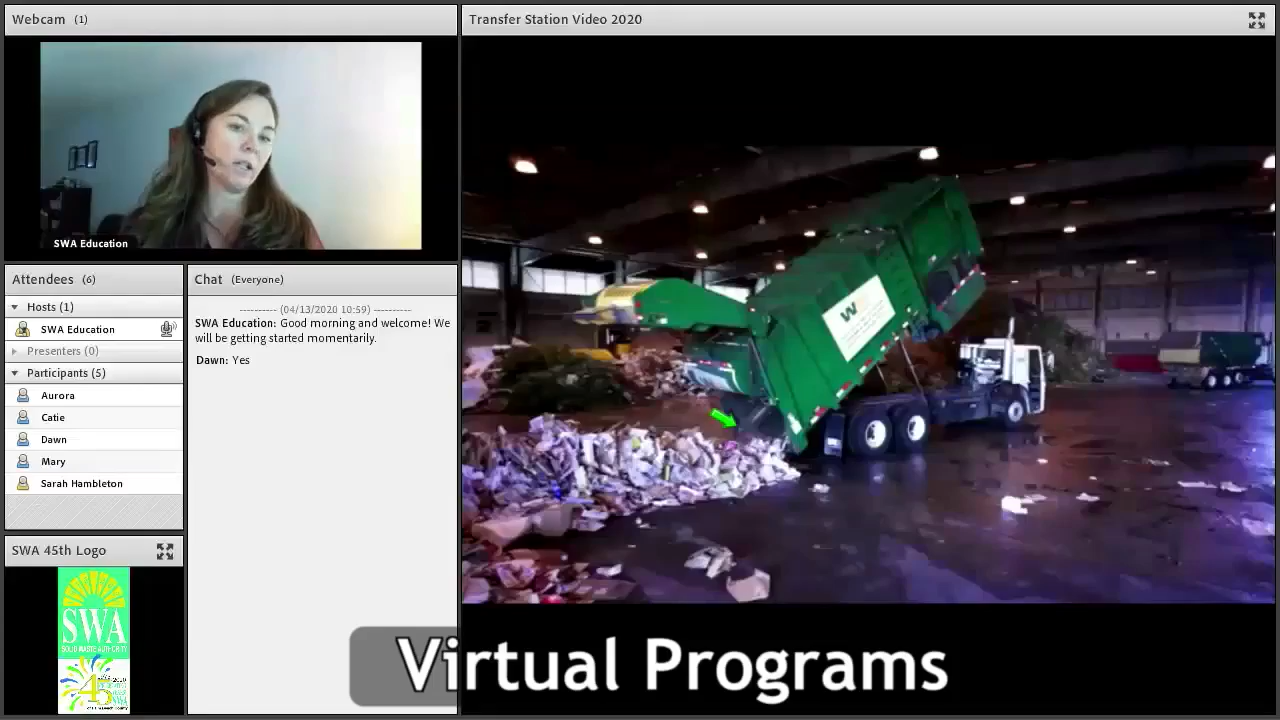 Webcam (1)
SWA Education
Attendees (6)
Hosts (1)
SWA Education
Presenters (0)
Participants (5)
Aurora
Catie
Dawn
Mary
Sarah Hambleton
SWA 45th Logo
SWA
SOLID WASTE AUTHORITY
45
Chat (Everyone)
---------- (04/13/2020 10:59) ----------
SWA Education: Good morning and welcome! We
will be getting started momentarily.
Dawn: Yes
Transfer Station Video 2020
WM
Virtual Programs